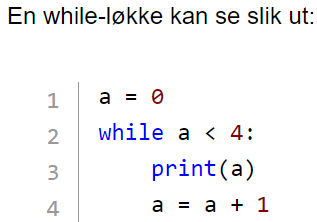 En while-løkke kan se slik ut:
1 a = 0
2 while a < 4:
3     print(a)
4     a = a + 1